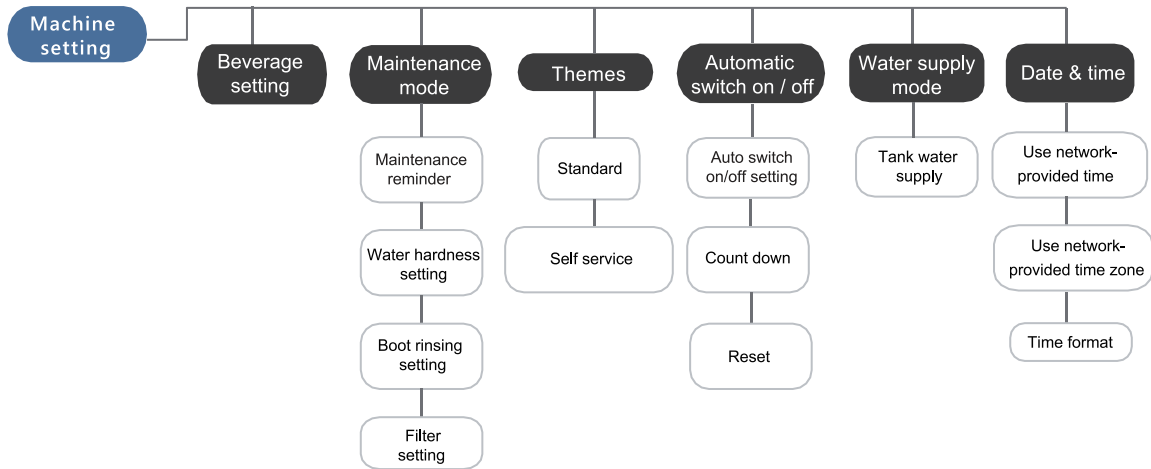 Machine
setting
Beverage
setting
Maintenance
mode
Maintenance
reminder
Water hardness
setting
Boot rinsing
setting
Filter
setting
Themes
Standard
Self service
Automatic
switch on / off
Auto switch
on/off setting
Count down
Reset
Water supply
mode
Tank water
supply
Date & time
Use network-
provided time
Use network-
provided time zone
Time format